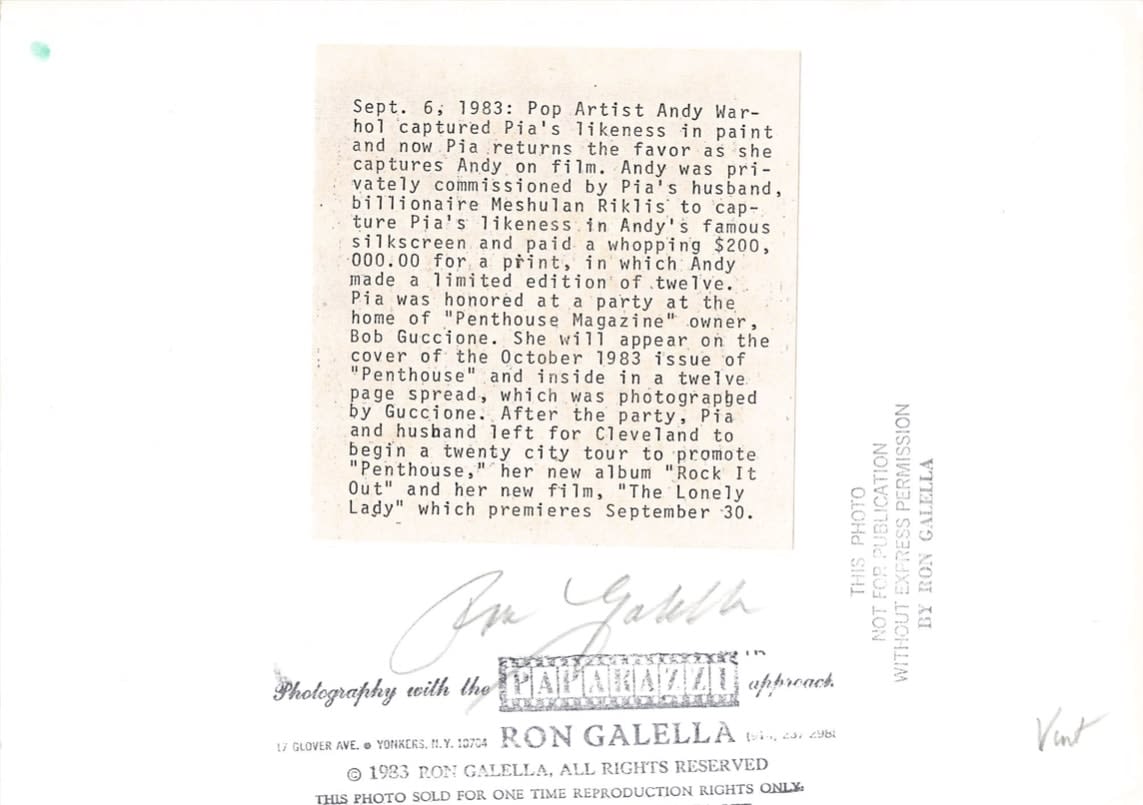 Sept. 6, 1983: Pop Artist Andy War-
hol captured Pia's likeness in paint
and now Pia returns the favor as she
captures Andy on film. Andy was pri-
vately commissioned by Pia's husband,
billionaire Meshulan Riklis to cap-
ture Pia's likeness in Andy's famous
silkscreen and paid a whopping $200,
000.00 for a print, in which Andy
made a limited edition of twelve.
Pia was honored at a party at the
home of "Penthouse Magazine" owner,
Bob Guccione. She will appear on the
cover of the October 1983 issue of
"Penthouse" and inside in a twelve
page spread, which was photographed
by Guccione. After the party, Pia
and husband left for Cleveland to
begin a twenty city tour to promote
"Penthouse," her new album "Rock It
Out" and her new film, "The Lonely
Lady" which premieres September 30.
Ron Galella
Photography with the PAPARAZZI approach.
17 GLOVER AVE. ● YONKERS, N.Y. 10704 RON GALELLA
© 1983 RON GALELLA, ALL RIGHTS RESERVED
THIS PHOTO SOLD FOR ONE TIME REPRODUCTION RIGHTS ONLY.
THIS PHOTO
NOT FOR PUBLICATION
WITHOUT EXPRESS PERMISSION
BY RON GALELLA
Vint